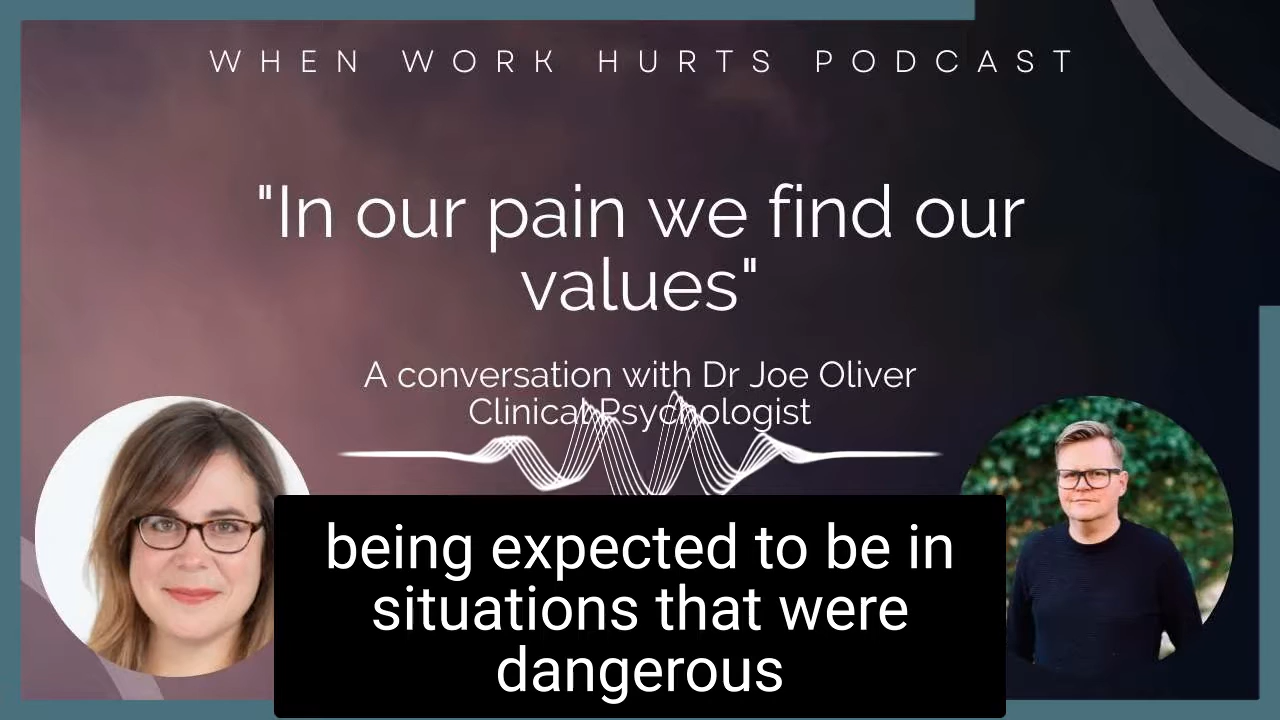 WHEN WORK HURTS PODCAST
"In our pain we find our
values"
A conversation with Dr Joe Oliver
Clinical Psychologist
being expected to be in
situations that were
dangerous